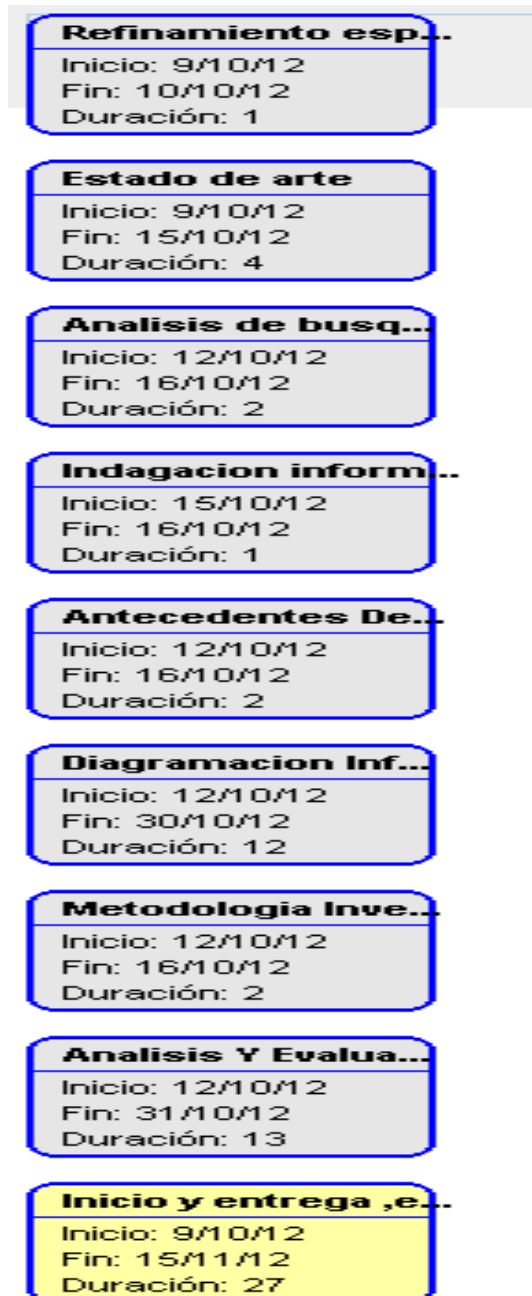 Refinamiento esp...
Inicio: 9/10/12
Fin: 10/10/12
Duración: 1
Estado de arte
Inicio: 9/10/12
Fin: 15/10/12
Duración: 4
Analisis de busq...
Inicio: 12/10/12
Fin: 16/10/12
Duración: 2
Indagacion inform...
Inicio: 15/10/12
Fin: 16/10/12
Duración: 1
Antecedentes De...
Inicio: 12/10/12
Fin: 16/10/12
Duración: 2
Diagramacion Inf...
Inicio: 12/10/12
Fin: 30/10/12
Duración: 12
Metodologia Inve...
Inicio: 12/10/12
Fin: 16/10/12
Duración: 2
Analisis Y Evalua...
Inicio: 12/10/12
Fin: 31/10/12
Duración: 13
Inicio y entrega ,e...
Inicio: 9/10/12
Fin: 15/11/12
Duración: 27